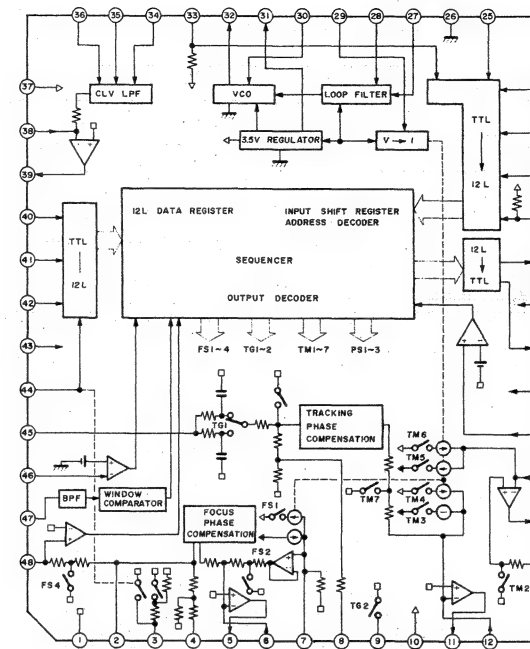 36 35 34 33 32 31 30 29 28 27 26 25
37
CLV LPF
VCO
LOOP FILTER
TTL
38
3.5V REGULATOR
V → I
39
I2L
40
I2L DATA REGISTER
INPUT SHIFT REGISTER
ADDRESS DECODER
TTL
I2L
41
SEQUENCER
I2L
TTL
42
OUTPUT DECODER
43
FS1~4 TG1~2 TM1~7 PS1~3
44
TG1
TRACKING
PHASE
COMPENSATION
45
TM6
TM5
46
TM7
TM4
TM3
47
BPF
WINDOW
COMPARATOR
FOCUS
PHASE
COMPENSATION
FS1
FS2
48
FS4
TG2
TM2
1 2 3 4 5 6 7 8 9 10 11 12